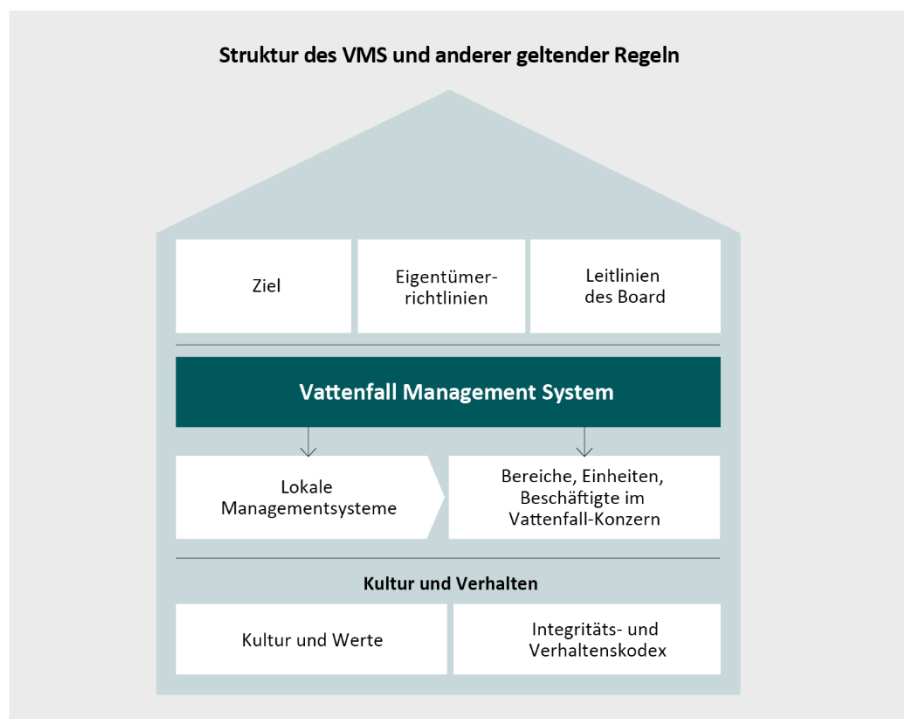 Struktur des VMS und anderer geltender Regeln
Ziel
Eigentümer-
richtlinien
Leitlinien
des Board
Vattenfall Management System
Lokale
Managementsysteme
Bereiche, Einheiten,
Beschäftigte im
Vattenfall-Konzern
Kultur und Verhalten
Kultur und Werte
Integritäts- und
Verhaltenskodex